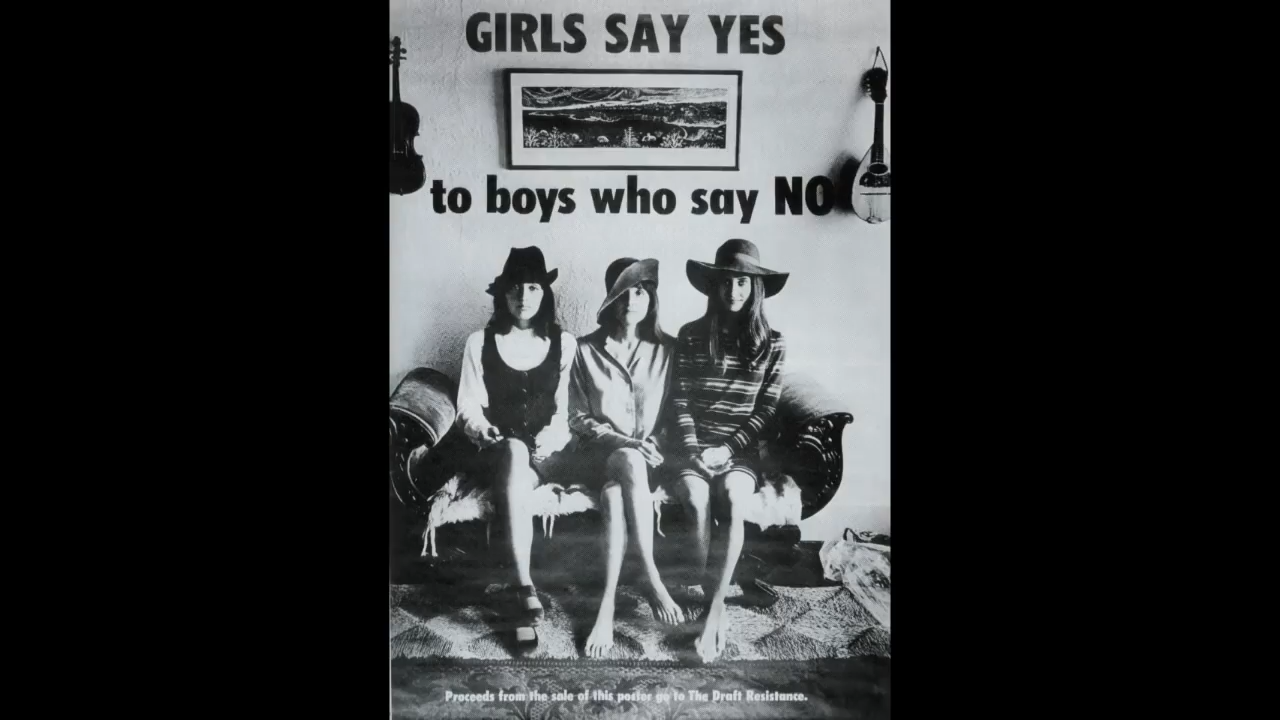 GIRLS SAY YES
to boys who say NO
Proceeds from the sale of this poster go to The Draft Resistance.